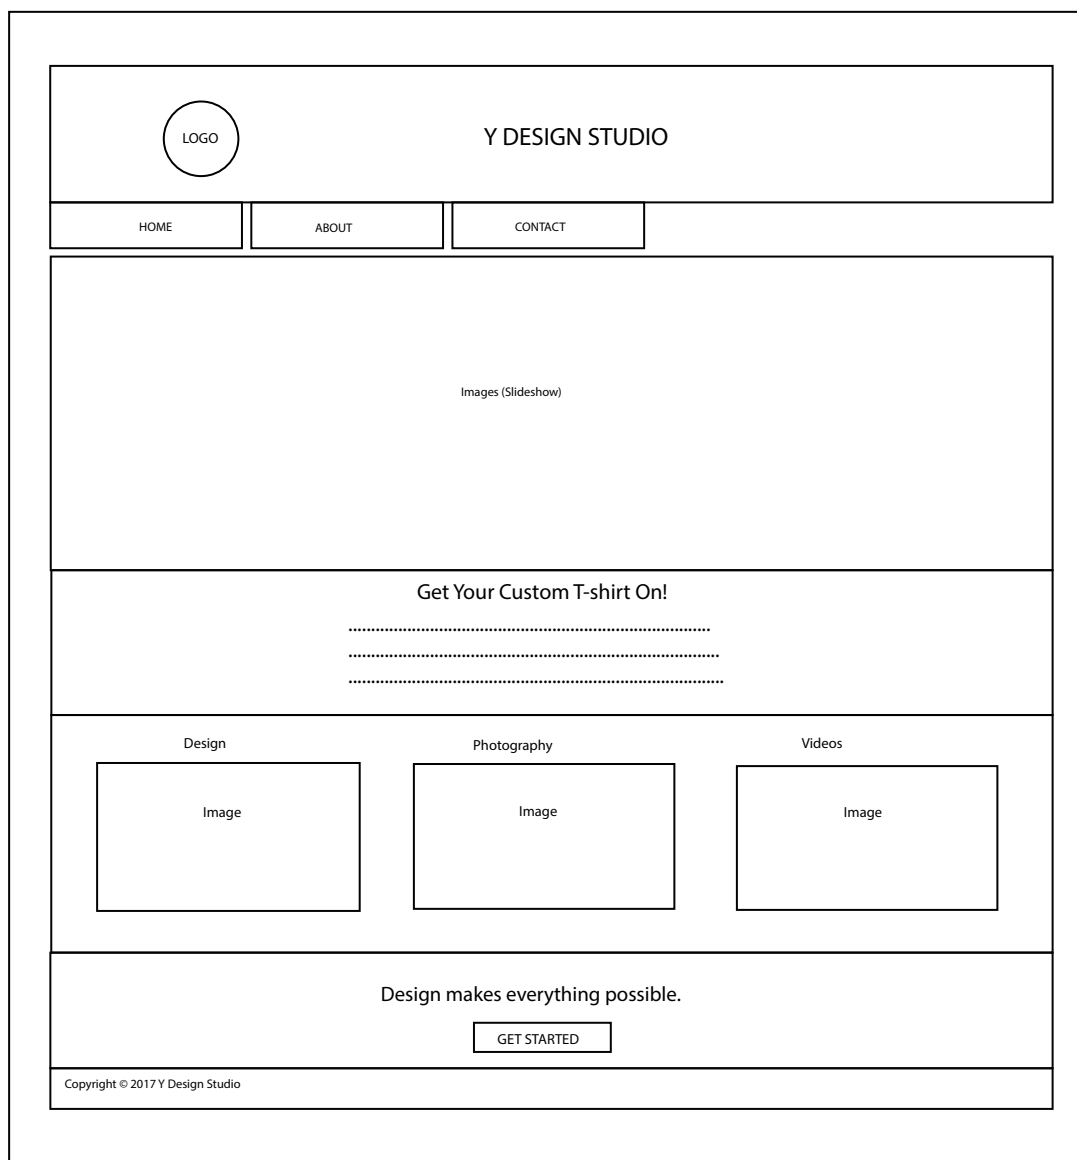 LOGO
Y DESIGN STUDIO
HOME
ABOUT
CONTACT
Images (Slideshow)
Get Your Custom T-shirt On!
Design
Photography
Videos
Image
Image
Image
Design makes everything possible.
GET STARTED
Copyright © 2017 Y Design Studio